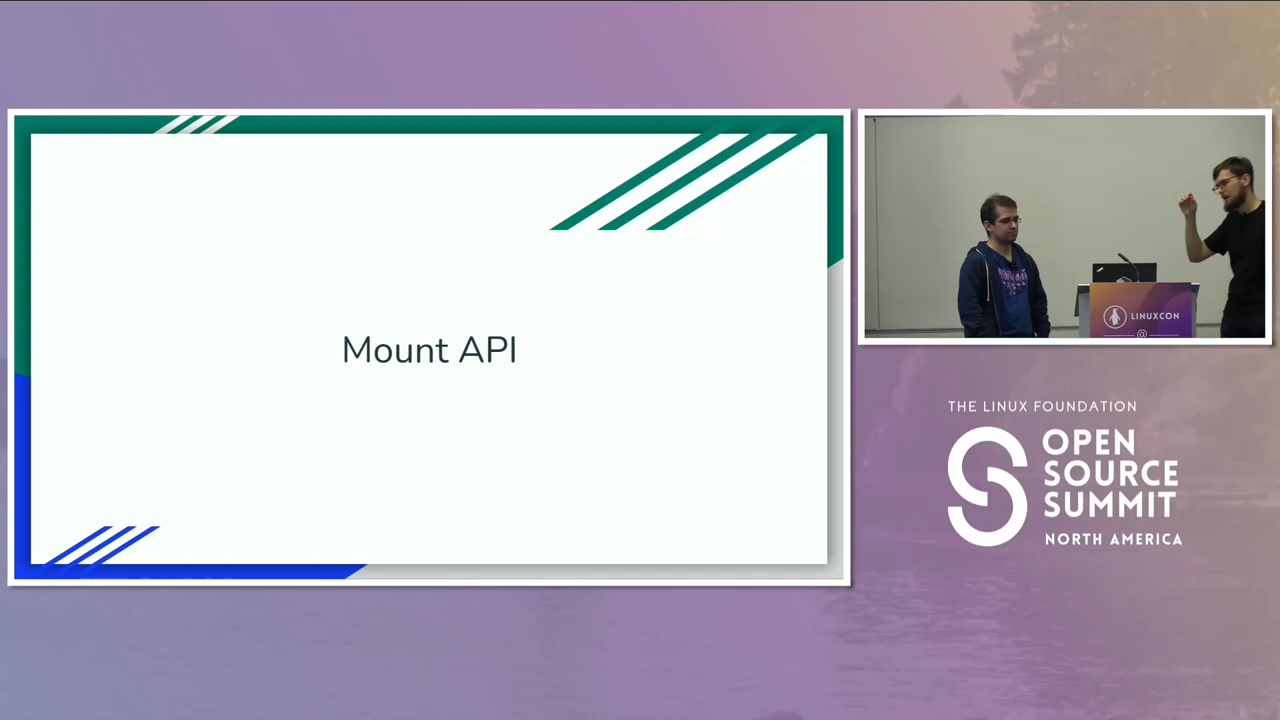 Mount API
LINUXCON
@
THE LINUX FOUNDATION
OPEN
SOURCE
SUMMIT
NORTH AMERICA